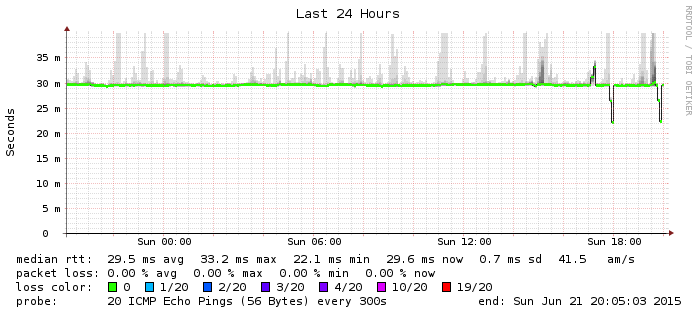 Last 24 Hours
RRDTOOL / TOBI OETIKER
Seconds
35 m
30 m
25 m
20 m
15 m
10 m
5 m
0
Sun 00:00 Sun 06:00 Sun 12:00 Sun 18:00
median rtt: 29.5 ms avg 33.2 ms max 22.1 ms min 29.6 ms now 0.7 ms sd 41.5 am/s
packet loss: 0.00 % avg 0.00 % max 0.00 % min 0.00 % now
loss color: 0 1/20 2/20 3/20 4/20 10/20 19/20
probe: 20 ICMP Echo Pings (56 Bytes) every 300s end: Sun Jun 21 20:05:03 2015